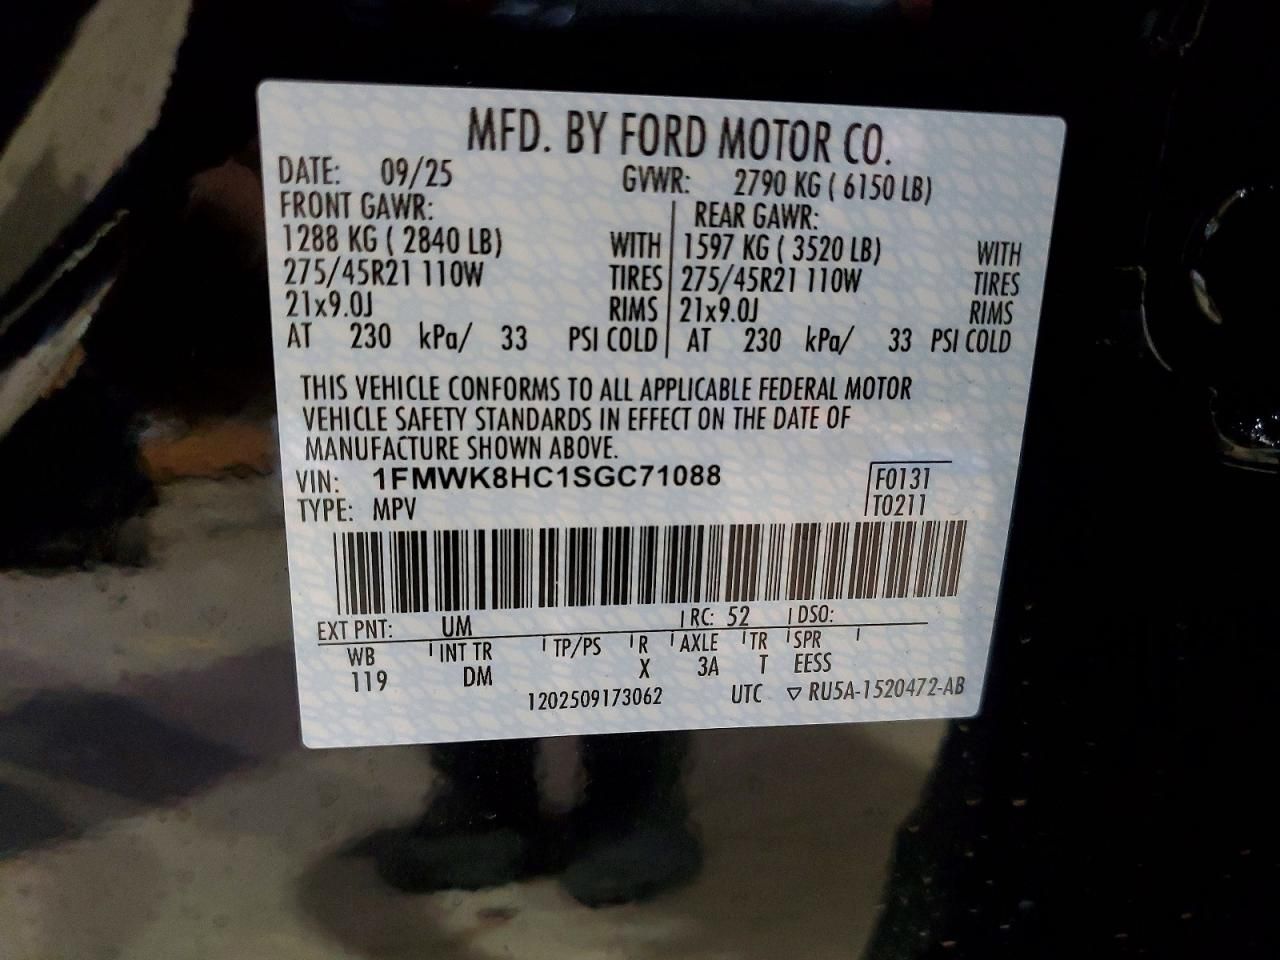 MFD. BY FORD MOTOR CO.
DATE: 09/25 GVWR: 2790 KG ( 6150 LB)
FRONT GAWR: REAR GAWR:
1288 KG ( 2840 LB) WITH 1597 KG ( 3520 LB) WITH
275/45R21 110W TIRES 275/45R21 110W TIRES
21x9.0J RIMS 21x9.0J RIMS
AT 230 kPa/ 33 PSI COLD AT 230 kPa/ 33 PSI COLD
THIS VEHICLE CONFORMS TO ALL APPLICABLE FEDERAL MOTOR
VEHICLE SAFETY STANDARDS IN EFFECT ON THE DATE OF
MANUFACTURE SHOWN ABOVE.
VIN: 1FMWK8HC1SGC71088 F0131
TYPE: MPV T0211
EXT PNT: UM RC: 52 DSO:
WB INT TR TP/PS R AXLE TR SPR
119 DM X 3A T EESS
1202509173062 UTC ▽ RU5A-1520472-AB